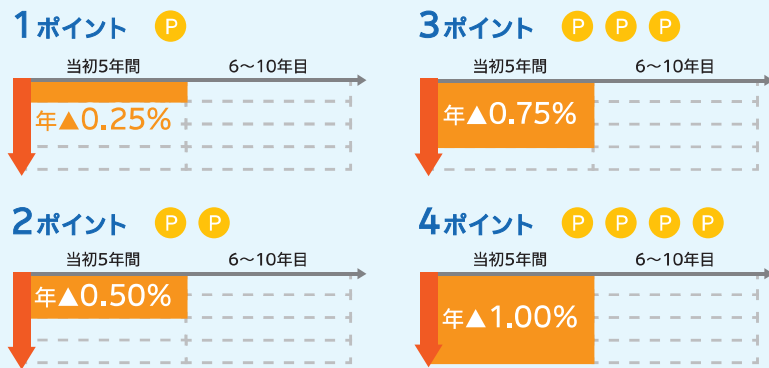 1ポイント P
当初5年間 6～10年目
年▲0.25%
2ポイント P P
当初5年間 6～10年目
年▲0.50%
3ポイント P P P
当初5年間 6～10年目
年▲0.75%
4ポイント P P P P
当初5年間 6～10年目
年▲1.00%